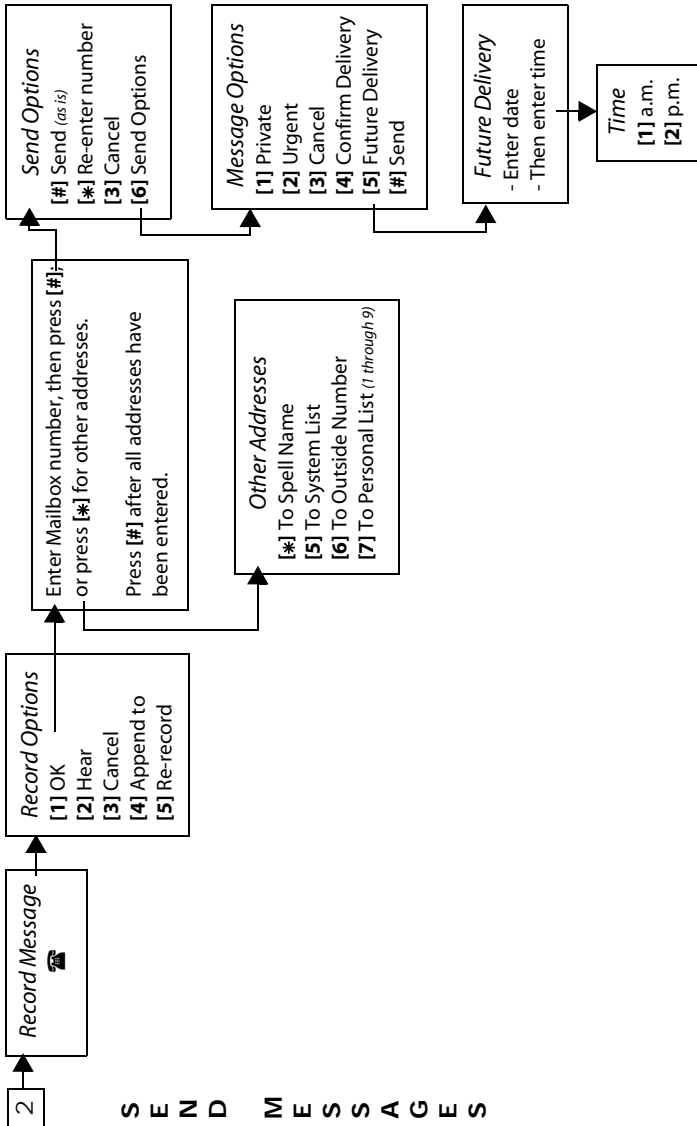 2
SEND MESSAGES
Record Message
Record Options
[1] OK
[2] Hear
[3] Cancel
[4] Append to
[5] Re-record
Enter Mailbox number, then press [#];
or press [✱] for other addresses.
Press [#] after all addresses have
been entered.
Other Addresses
[✱] To Spell Name
[5] To System List
[6] To Outside Number
[7] To Personal List (1 through 9)
Send Options
[#] Send (as is)
[✱] Re-enter number
[3] Cancel
[6] Send Options
Message Options
[1] Private
[2] Urgent
[3] Cancel
[4] Confirm Delivery
[5] Future Delivery
[#] Send
Future Delivery
- Enter date
- Then enter time
Time
[1] a.m.
[2] p.m.